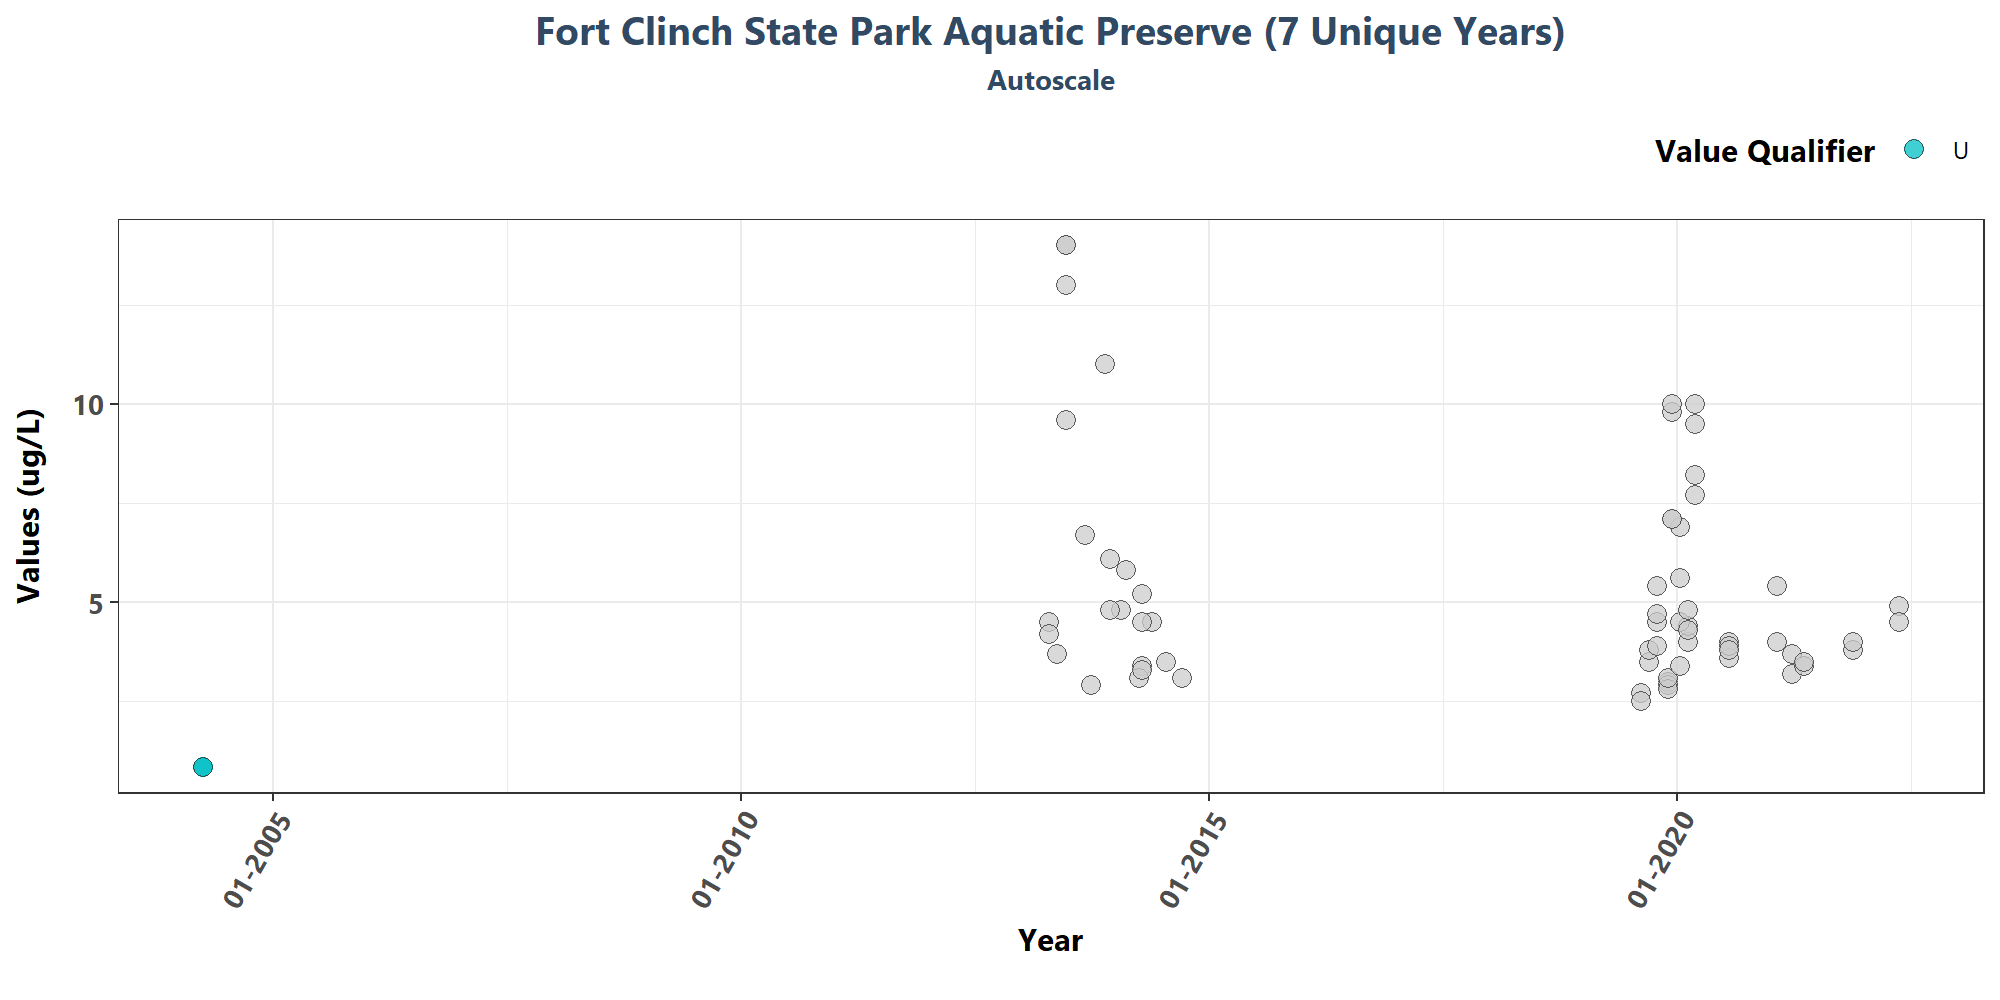 Fort Clinch State Park Aquatic Preserve (7 Unique Years)
Autoscale
Value Qualifier U
Values (ug/L)
10
5
01-2005 01-2010 01-2015 01-2020
Year